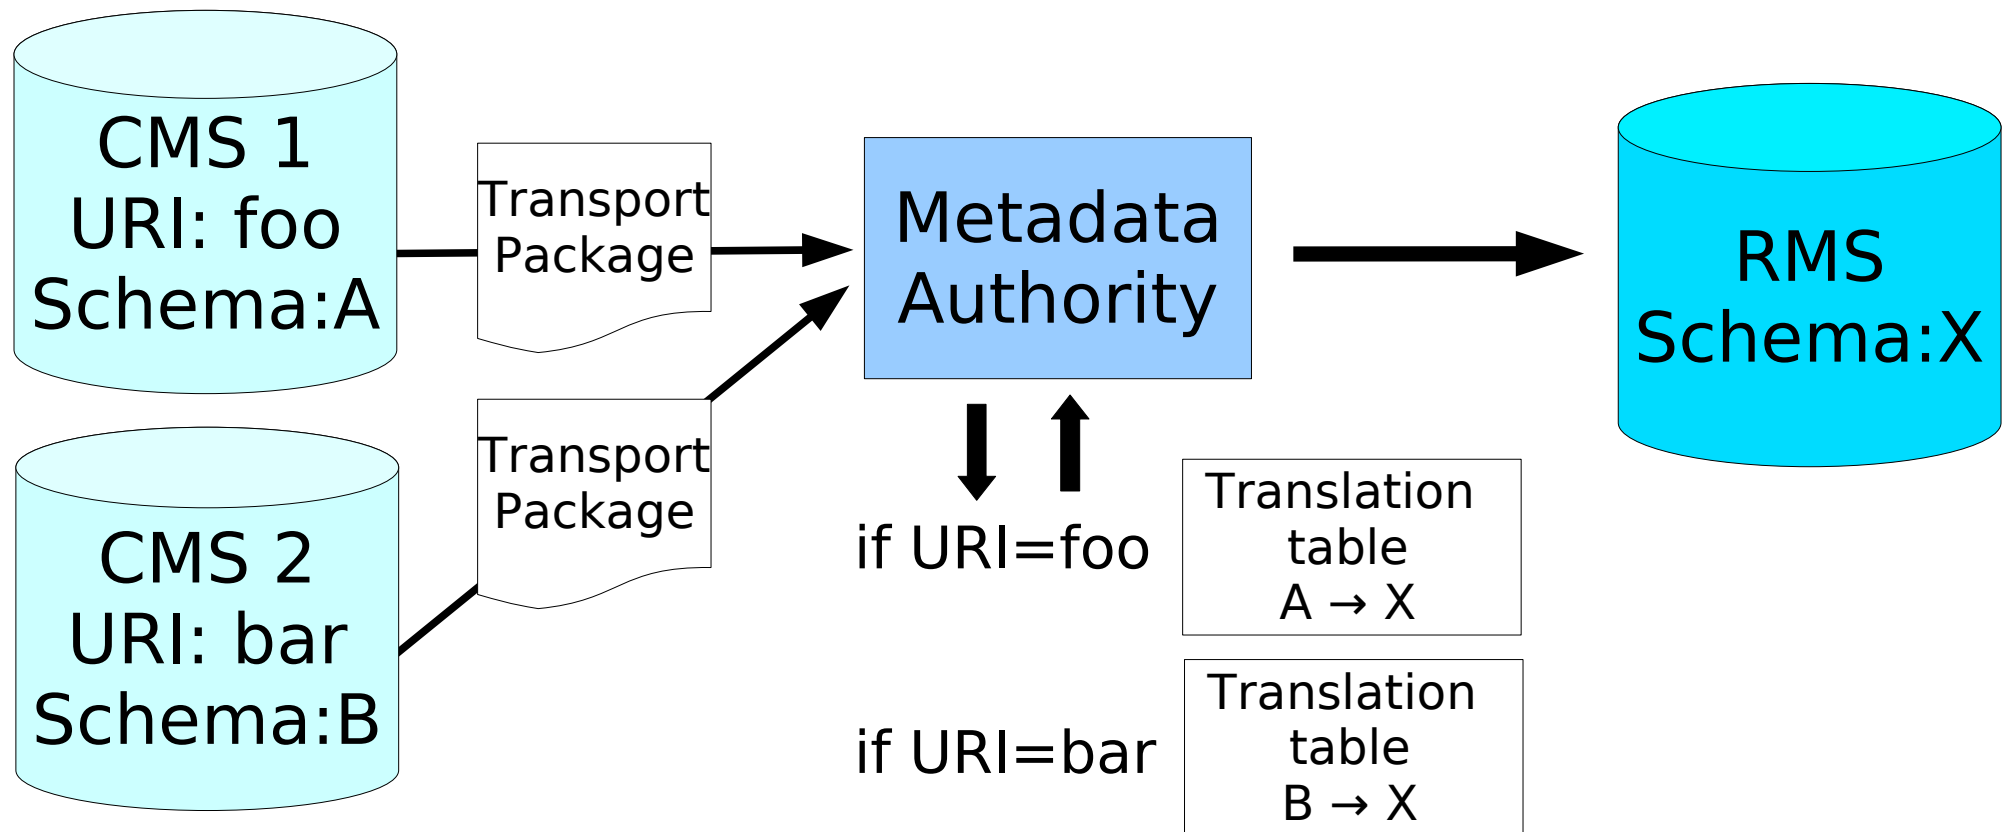 CMS 1
URI: foo
Schema:A
Transport
Package
Metadata
Authority
RMS
Schema:X
CMS 2
URI: bar
Schema:B
Transport
Package
if URI=foo
Translation
table
A → X
if URI=bar
Translation
table
B → X